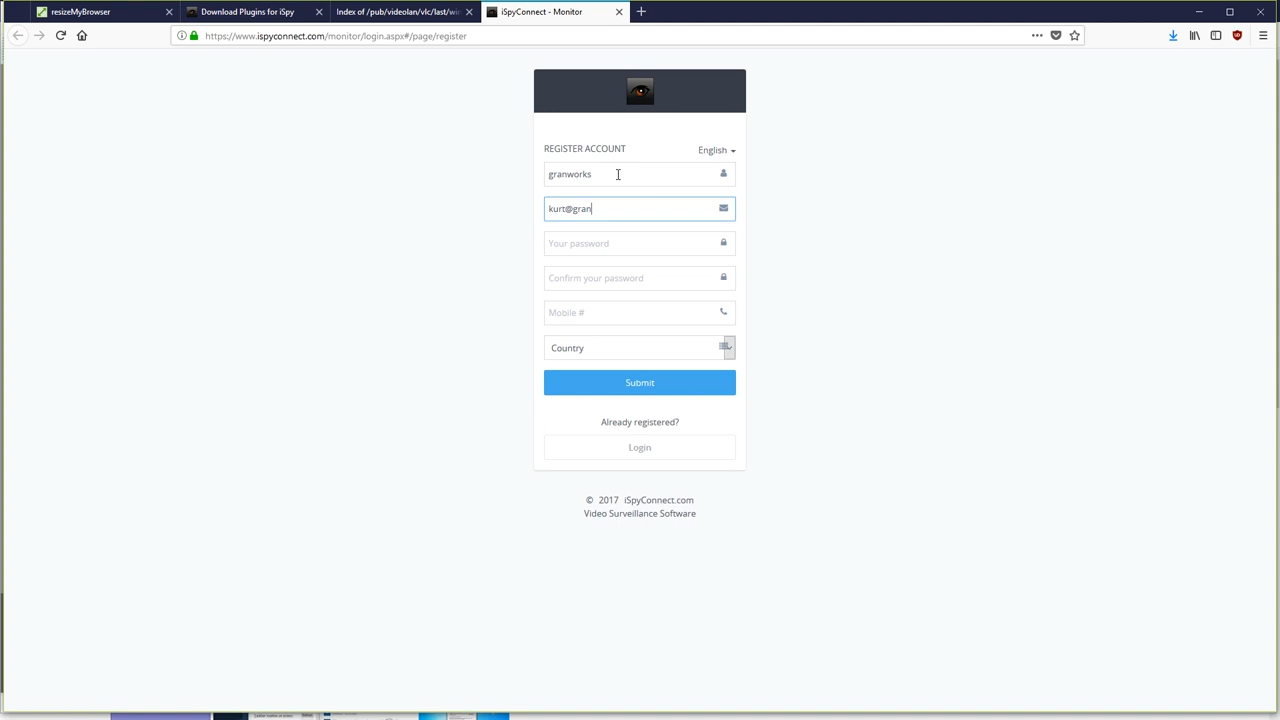 resizeMyBrowser
Download Plugins for iSpy
Index of /pub/videolan/vlc/last/win
iSpyConnect - Monitor
https://www.ispyconnect.com/monitor/login.aspx#/page/register
REGISTER ACCOUNT
English
granworks
kurt@gran
Your password
Confirm your password
Mobile #
Country
Submit
Already registered?
Login
© 2017 iSpyConnect.com
Video Surveillance Software